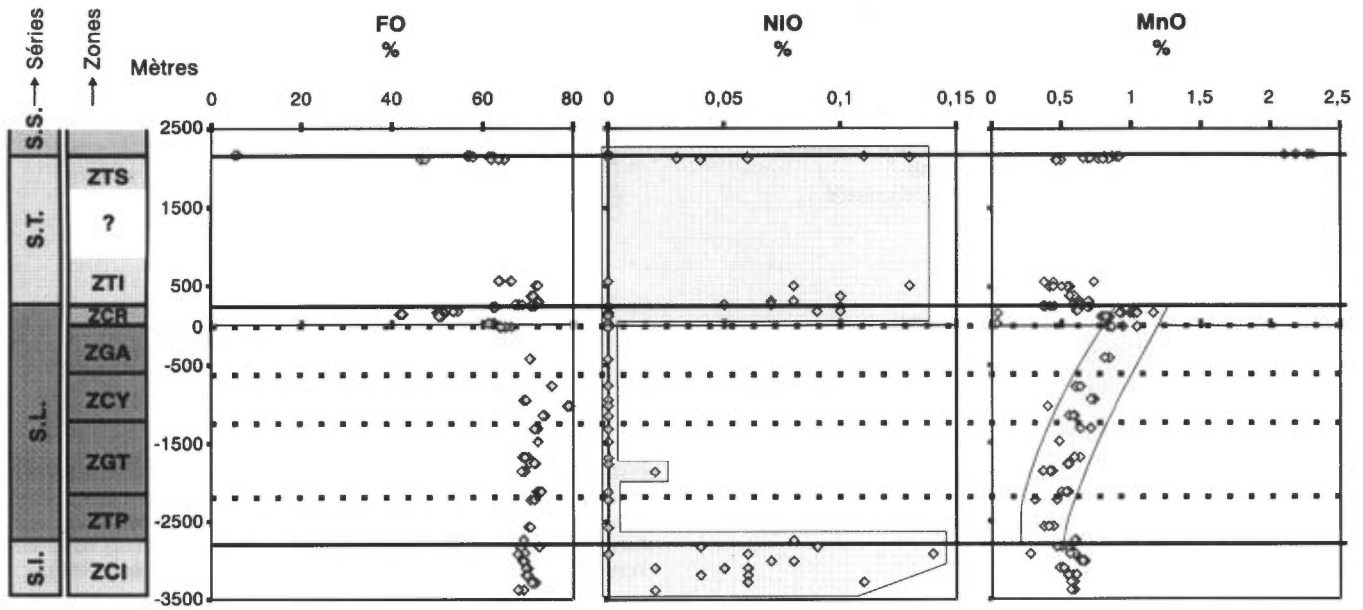 FO NiO MnO
% % %
S.S. → Séries
→ Zones
Mètres
0 20 40 60 80 0 0,05 0,1 0,15 0 0,5 1 1,5 2 2,5
2500
ZTS
S.T.
?
1500
ZTI
500
ZCR
0
ZGA
-500
ZCY
S.L.
-1500
ZGT
ZTP
-2500
S.I.
ZCI
-3500